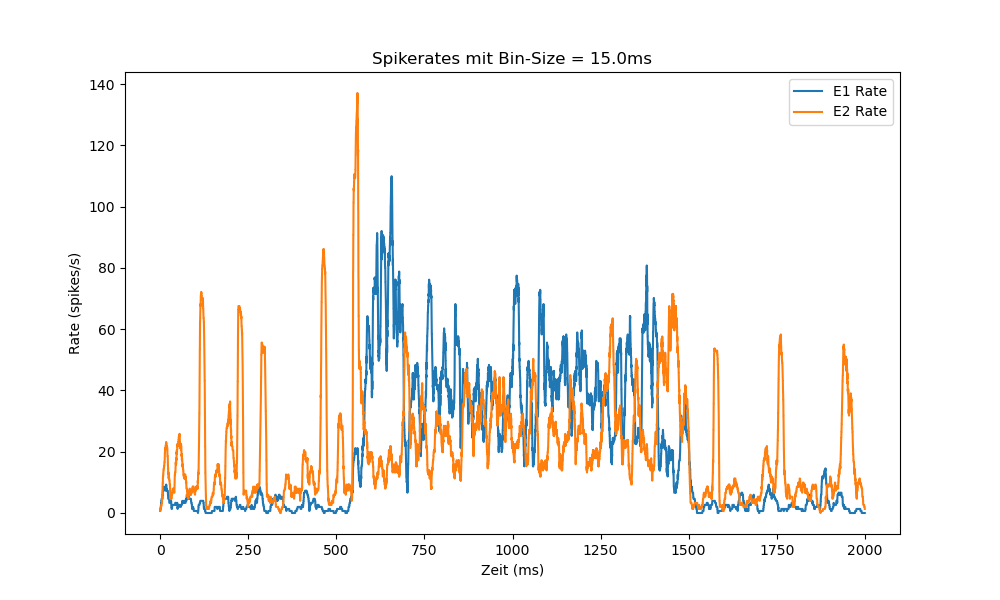 Spikerates mit Bin-Size = 15.0ms
E1 Rate
E2 Rate
Rate (spikes/s)
140
120
100
80
60
40
20
0
0 250 500 750 1000 1250 1500 1750 2000
Zeit (ms)